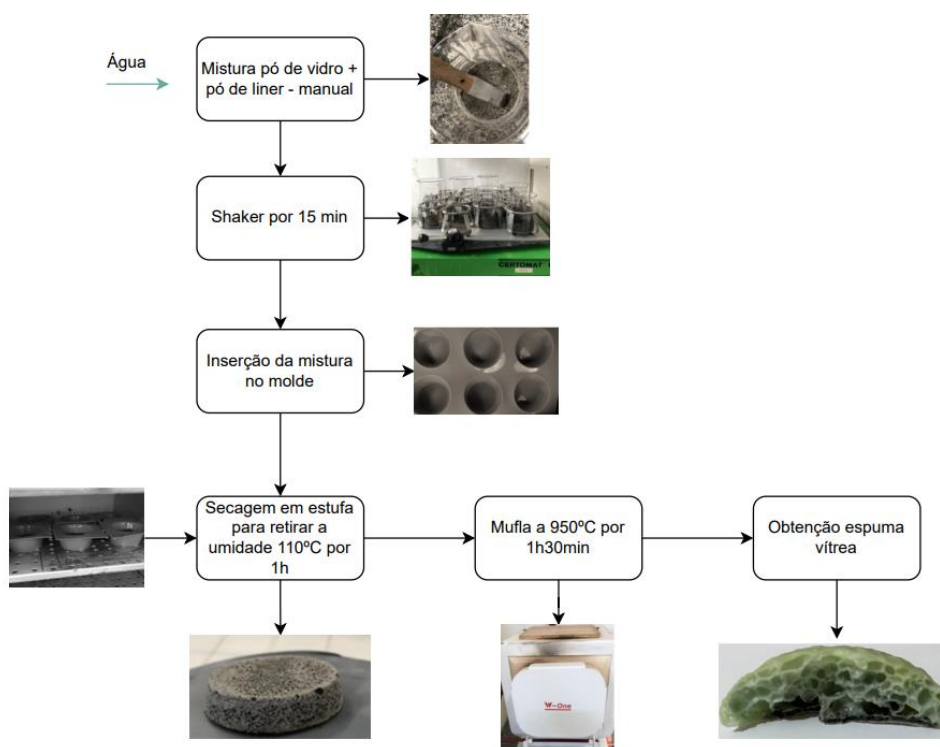 Água
Mistura pó de vidro +
pó de liner - manual
Shaker por 15 min
CERTOMAT
Inserção da mistura
no molde
Secagem em estufa
para retirar a
umidade 110ºC por
1h
Mufla a 950ºC por
1h30min
Obtenção espuma
vítrea
W-One